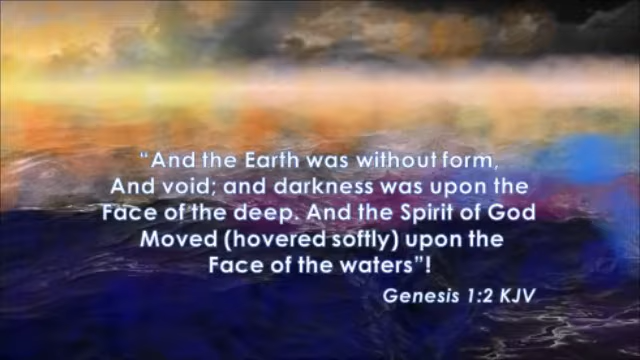 “And the Earth was without form,
And void; and darkness was upon the
Face of the deep. And the Spirit of God
Moved (hovered softly) upon the
Face of the waters”!
Genesis 1:2 KJV